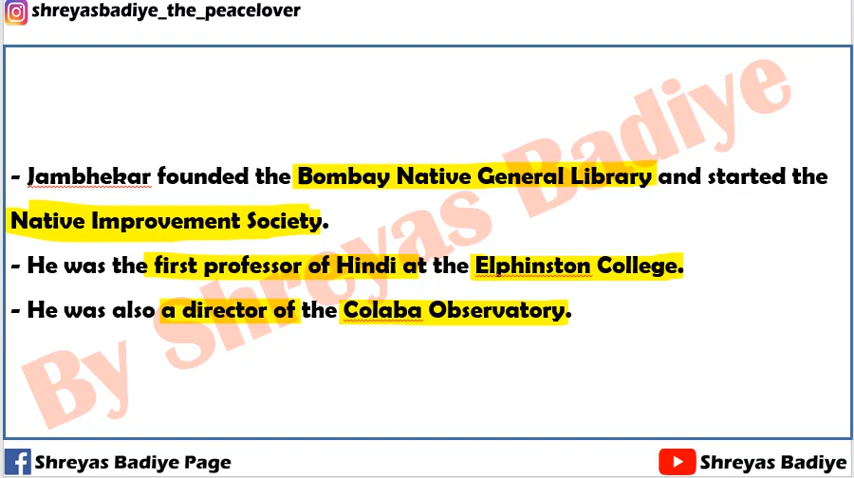 shreyasbadiye_the_peacelover
- Jambhekar founded the Bombay Native General Library and started the
Native Improvement Society.
- He was the first professor of Hindi at the Elphinston College.
- He was also a director of the Colaba Observatory.
By Shreyas Badiye
Shreyas Badiye Page
Shreyas Badiye